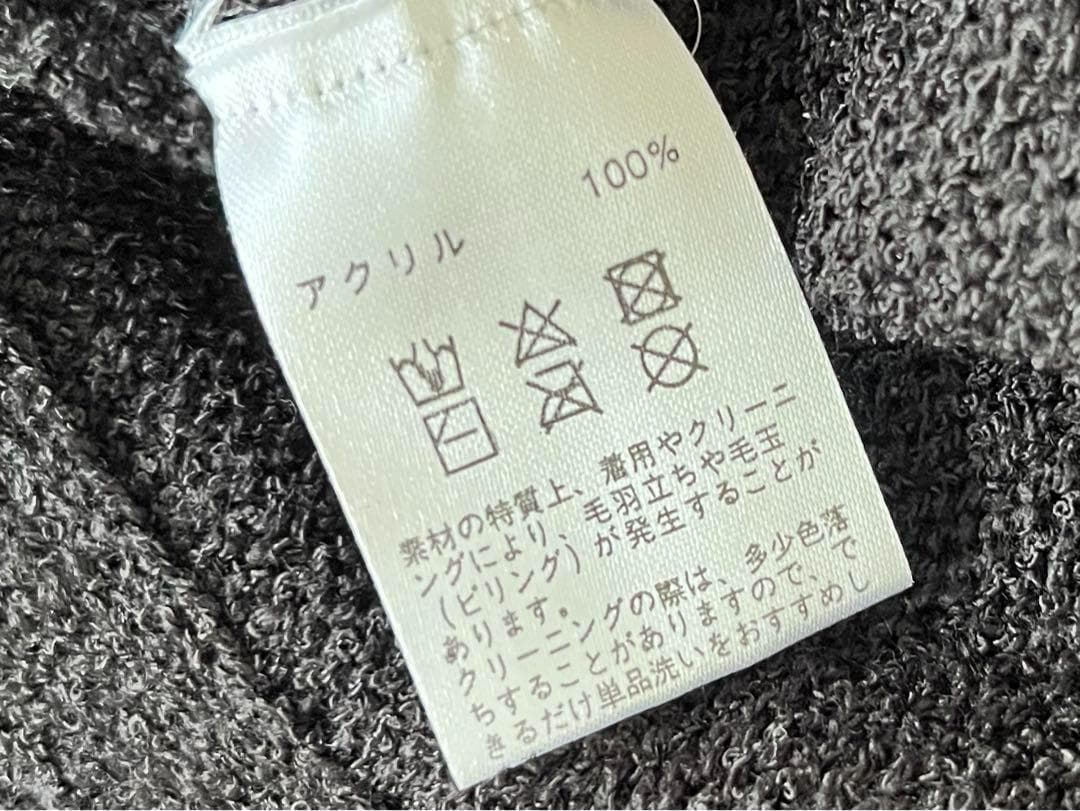 アクリル 100%
素材の特質上、着用やクリーニ
ングにより、毛羽立ちや毛玉
(ピリング)が発生することが
あります。
クリーニングの際は、多少色落
ちすることがありますので、で
きるだけ単品洗いをおすすめし